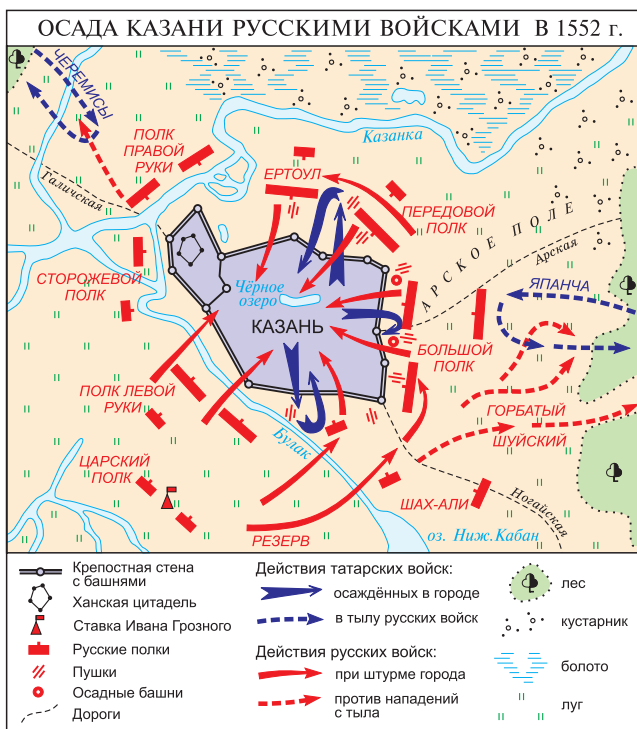 ОСАДА КАЗАНИ РУССКИМИ ВОЙСКАМИ В 1552 г.
ЧЕРЕМИСЫ
ПОЛК
ПРАВОЙ
РУКИ
Казанка
Галичская
ЕРТОУЛ
ПЕРЕДОВОЙ
ПОЛК
АРСКОЕ ПОЛЕ
Арская
СТОРОЖЕВОЙ
ПОЛК
Чёрное
озеро
ЯПАНЧА
КАЗАНЬ
БОЛЬШОЙ
ПОЛК
ПОЛК ЛЕВОЙ
РУКИ
ГОРБАТЫЙ
ШУЙСКИЙ
Булак
ЦАРСКИЙ
ПОЛК
ШАХ-АЛИ
Ногайская
РЕЗЕРВ
оз. Ниж.Кабан
Крепостная стена
с башнями
Ханская цитадель
Ставка Ивана Грозного
Русские полки
Пушки
Осадные башни
Дороги
Действия татарских войск:
осаждённых в городе
в тылу русских войск
Действия русских войск:
при штурме города
против нападений
с тыла
лес
кустарник
болото
луг